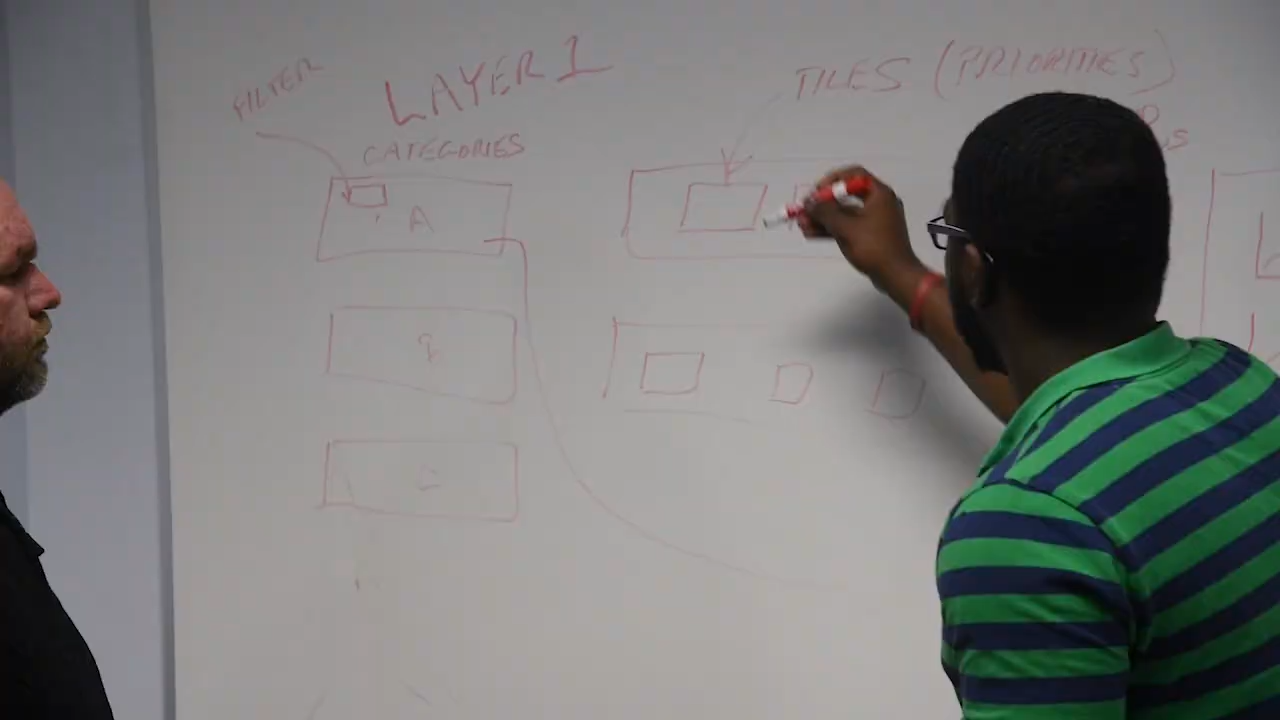 FILTER
LAYER 1
CATEGORIES
A
B
C
TILES (PRIORITIES)